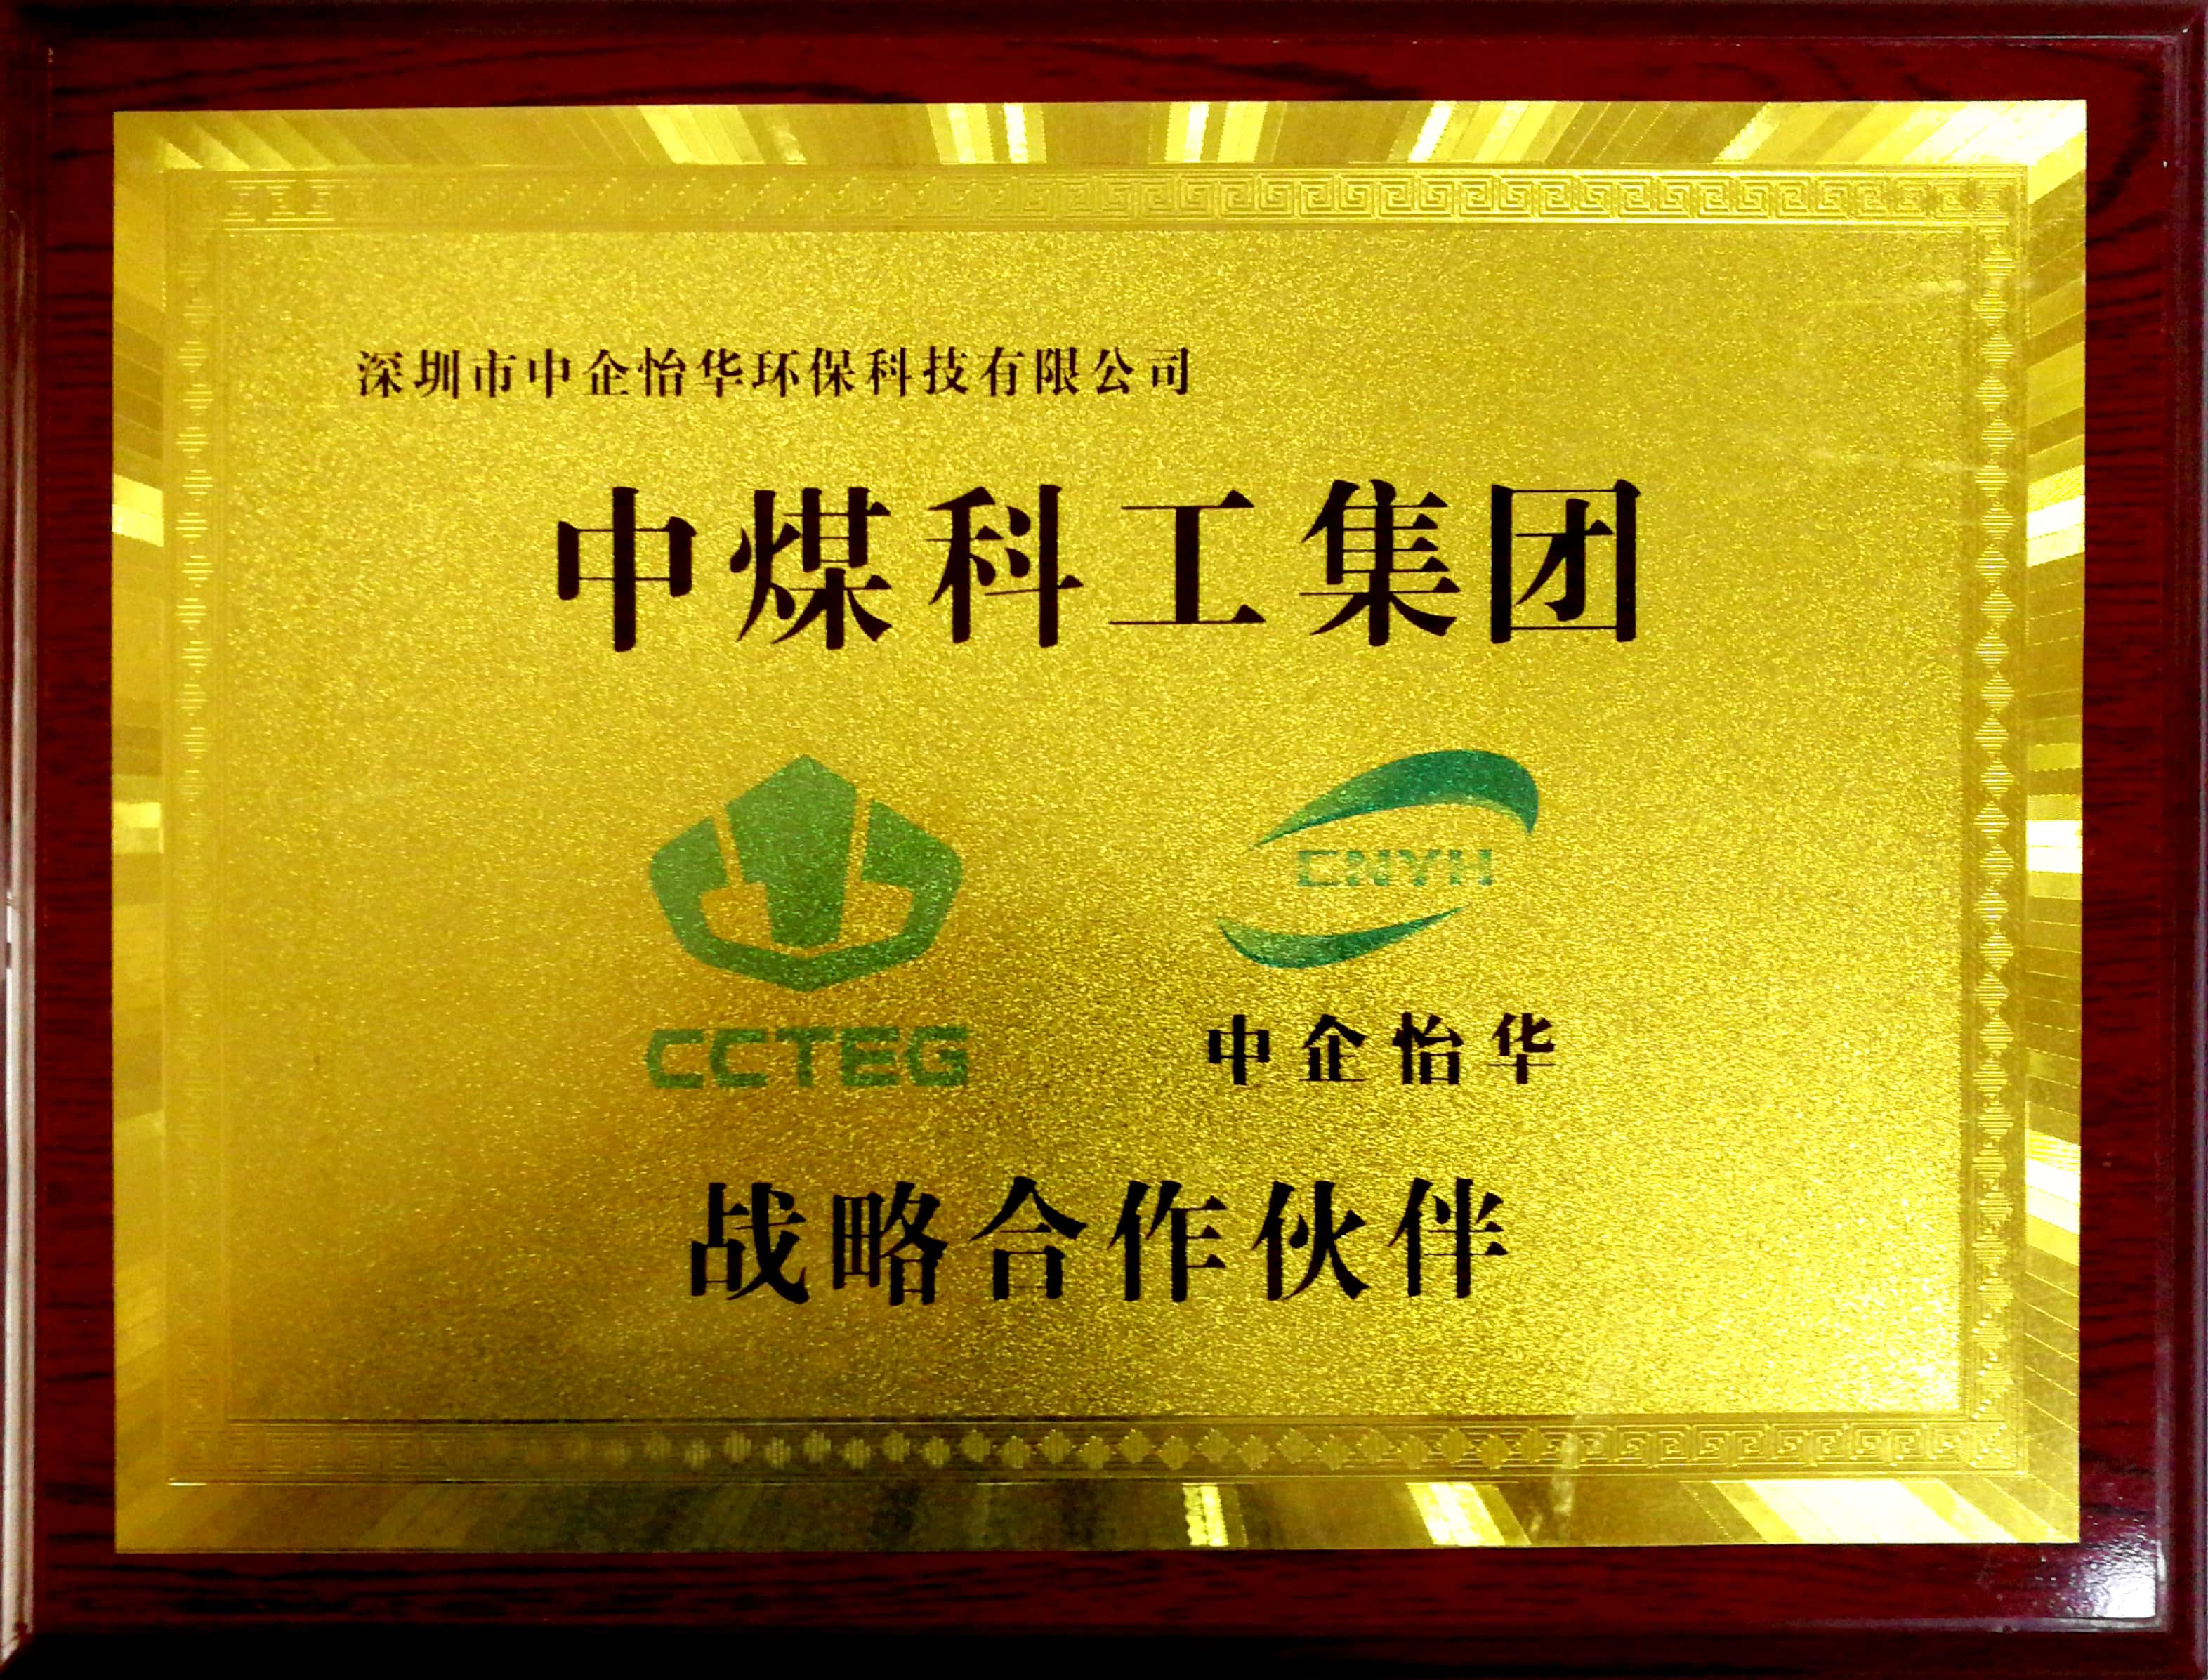 深圳市中企怡华环保科技有限公司
中煤科工集团
CNYH
CCTEG
中企怡华
战略合作伙伴